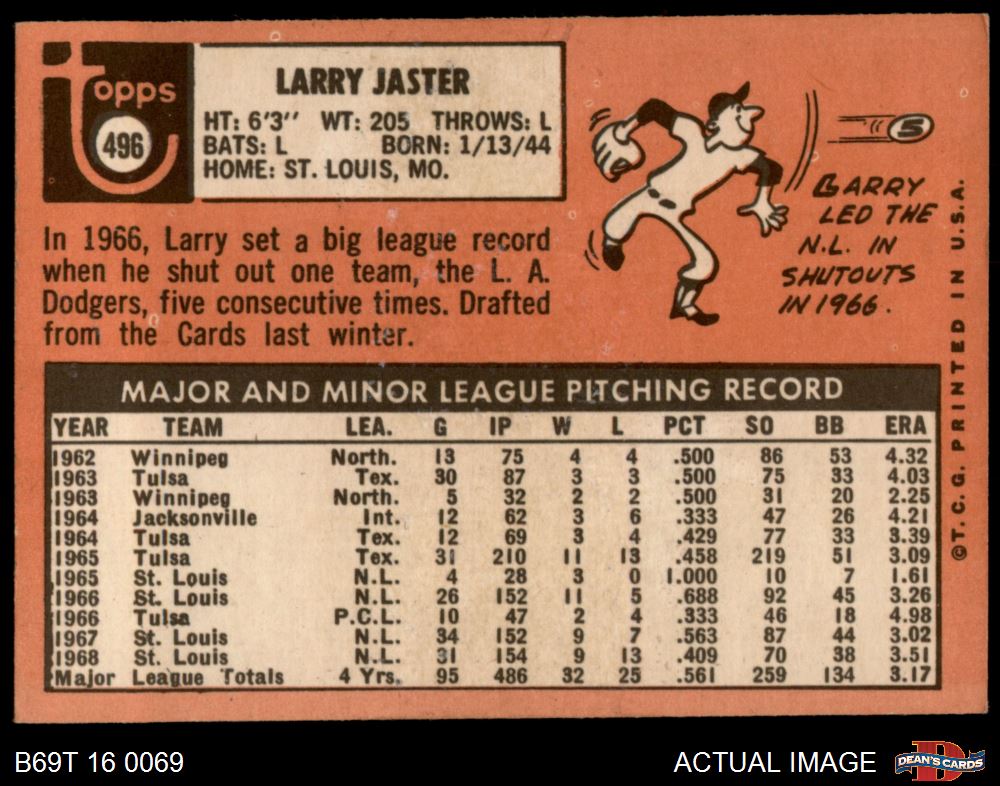 topps
496
LARRY JASTER
HT: 6'3" WT: 205 THROWS: L
BATS: L BORN: 1/13/44
HOME: ST. LOUIS, MO.
In 1966, Larry set a big league record
when he shut out one team, the L. A.
Dodgers, five consecutive times. Drafted
from the Cards last winter.
5
LARRY
LED THE
N.L. IN
SHUTOUTS
IN 1966.
MAJOR AND MINOR LEAGUE PITCHING RECORD
YEAR TEAM LEA. G IP W L PCT SO BB ERA
1962 Winnipeg North. 13 75 4 4 .500 86 53 4.32
1963 Tulsa Tex. 30 87 3 3 .500 75 33 4.03
1963 Winnipeg North. 5 32 2 2 .500 31 20 2.25
1964 Jacksonville Int. 12 62 3 6 .333 47 26 4.21
1964 Tulsa Tex. 12 69 3 4 .429 77 33 3.39
1965 Tulsa Tex. 31 210 11 13 .458 219 51 3.09
1965 St. Louis N.L. 4 28 3 0 1.000 10 7 1.61
1966 St. Louis N.L. 26 152 11 5 .688 92 45 3.26
1966 Tulsa P.C.L. 10 47 2 4 .333 46 18 4.98
1967 St. Louis N.L. 34 152 9 7 .563 87 44 3.02
1968 St. Louis N.L. 31 154 9 13 .409 70 38 3.51
Major League Totals 4 Yrs. 95 486 32 25 .561 259 134 3.17
©T. C. G. PRINTED IN U.S.A.
B69T 16 0069
ACTUAL IMAGE
D
DEAN'S CARDS